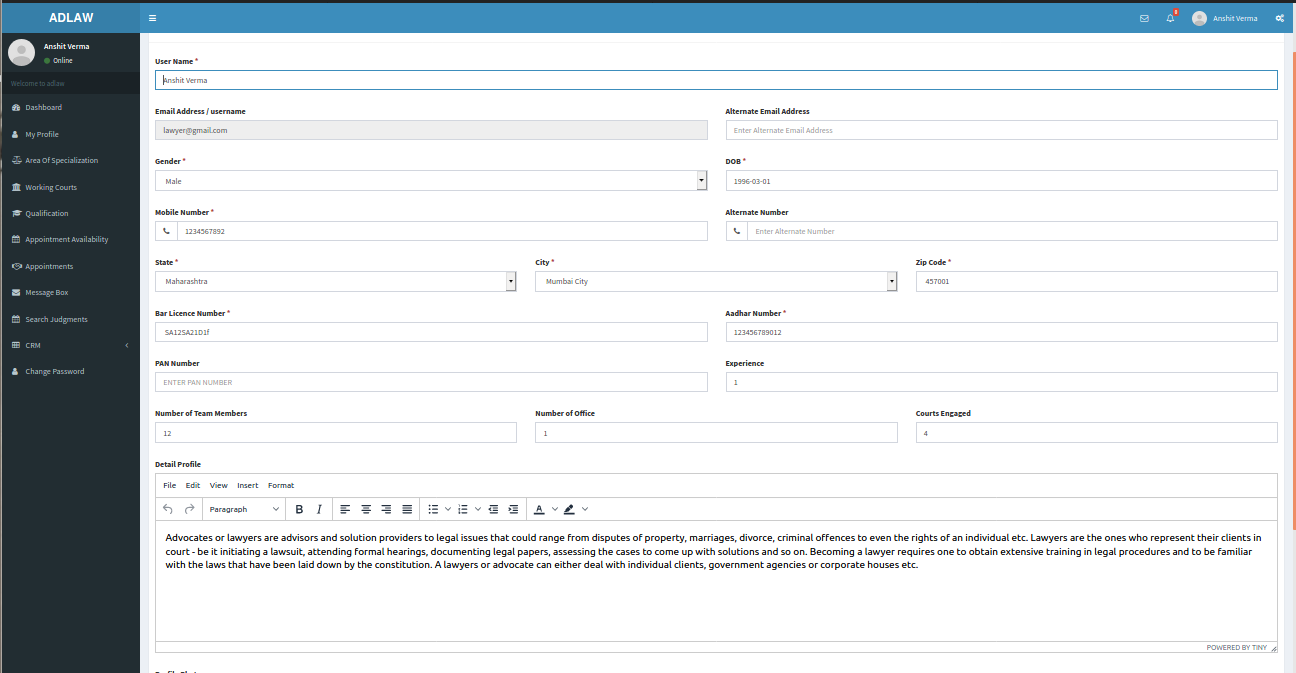 ADLAW
8
Anshit Verma
Anshit Verma
Online
Welcome to adlaw
Dashboard
My Profile
Area Of Specialization
Working Courts
Qualification
Appointment Availability
Appointments
Message Box
Search Judgments
CRM
Change Password
User Name *
Anshit Verma
Email Address / username
Alternate Email Address
lawyer@gmail.com
Enter Alternate Email Address
Gender *
DOB *
Male
1996-03-01
Mobile Number *
Alternate Number
1234567892
Enter Alternate Number
State *
City *
Zip Code *
Maharashtra
Mumbai City
457001
Bar Licence Number *
Aadhar Number *
SA12SA21D1f
123456789012
PAN Number
Experience
ENTER PAN NUMBER
1
Number of Team Members
Number of Office
Courts Engaged
12
1
4
Detail Profile
File Edit View Insert Format
Paragraph B I A
Advocates or lawyers are advisors and solution providers to legal issues that could range from disputes of property, marriages, divorce, criminal offences to even the rights of an individual etc. Lawyers are the ones who represent their clients in
court - be it initiating a lawsuit, attending formal hearings, documenting legal papers, assessing the cases to come up with solutions and so on. Becoming a lawyer requires one to obtain extensive training in legal procedures and to be familiar
with the laws that have been laid down by the constitution. A lawyers or advocate can either deal with individual clients, government agencies or corporate houses etc.
POWERED BY TINY